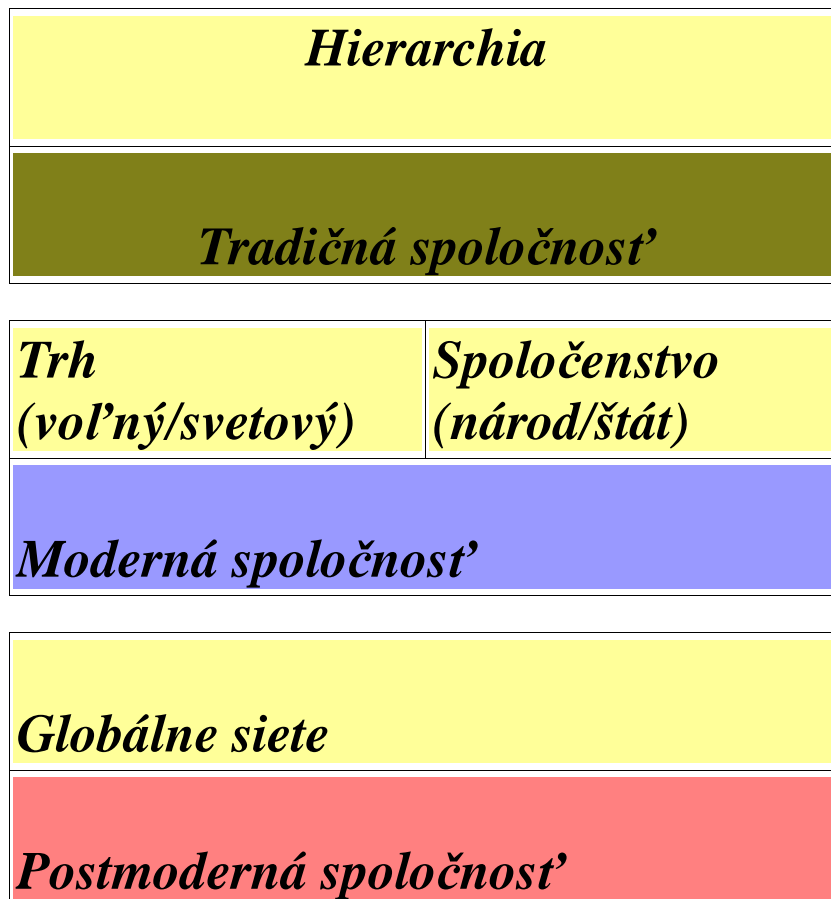 Hierarchia
Tradičná spoločnosť
Trh
(voľný/svetový)
Spoločenstvo
(národ/štát)
Moderná spoločnosť
Globálne siete
Postmoderná spoločnosť